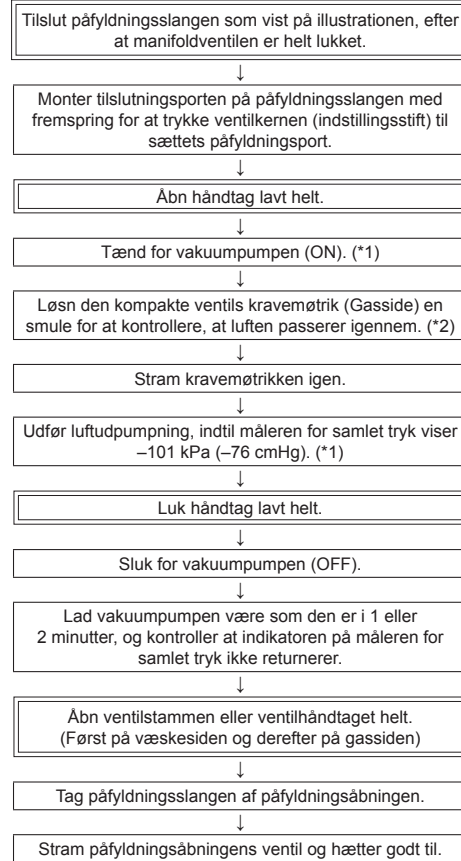 Tilslut påfyldningsslangen som vist på illustrationen, efter
at manifoldventilen er helt lukket.
↓
Monter tilslutningsporten på påfyldningsslangen med
fremspring for at trykke ventilkernen (indstillingsstift) til
sættets påfyldningsport.
↓
Åbn håndtag lavt helt.
↓
Tænd for vakuumpumpen (ON). (*1)
↓
Løsn den kompakte ventils kravemøtrik (Gasside) en
smule for at kontrollere, at luften passerer igennem. (*2)
↓
Stram kravemøtrikken igen.
↓
Udfør luftudpumpning, indtil måleren for samlet tryk viser
–101 kPa (–76 cmHg). (*1)
↓
Luk håndtag lavt helt.
↓
Sluk for vakuumpumpen (OFF).
↓
Lad vakuumpumpen være som den er i 1 eller
2 minutter, og kontroller at indikatoren på måleren for
samlet tryk ikke returnerer.
↓
Åbn ventilstammen eller ventilhåndtaget helt.
(Først på væskesiden og derefter på gassiden)
↓
Tag påfyldningsslangen af påfyldningsåbningen.
↓
Stram påfyldningsåbningens ventil og hætter godt til.